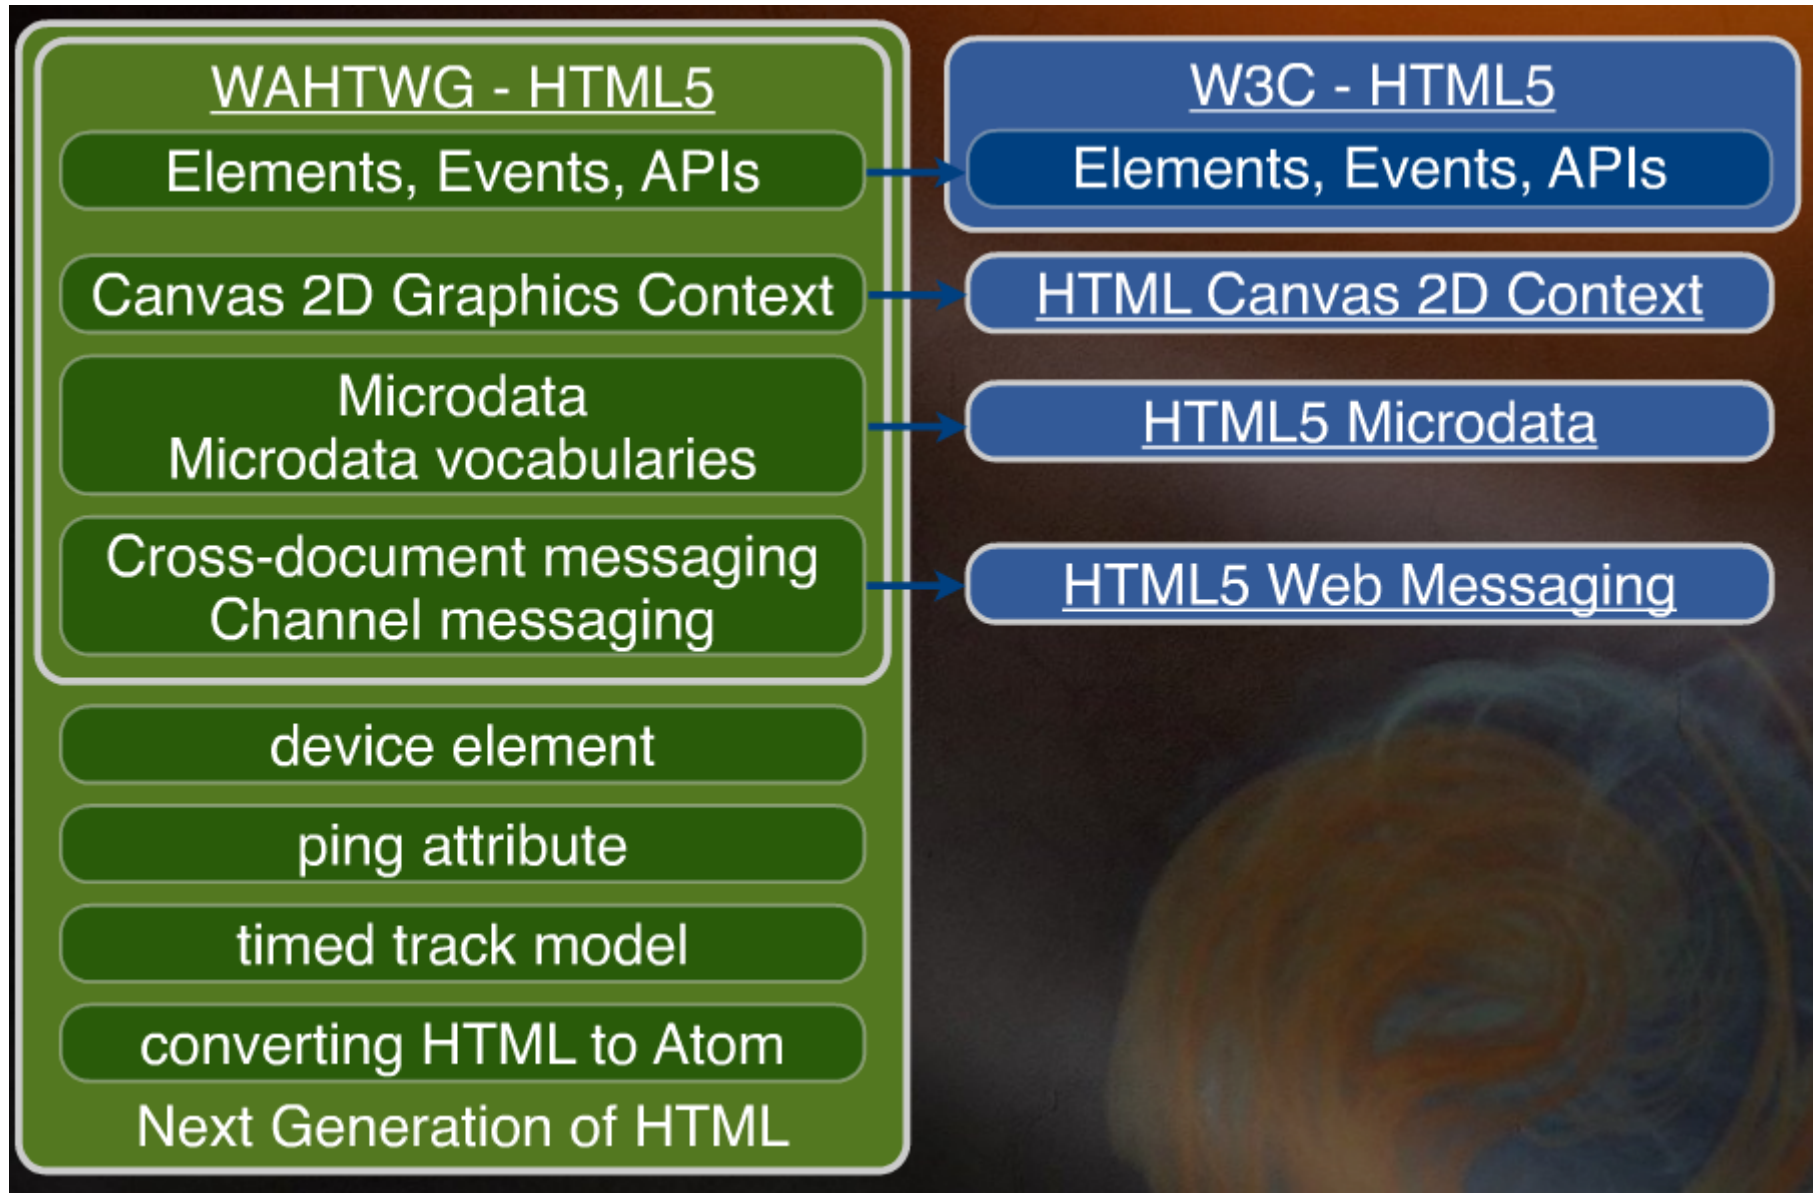 WAHTWG - HTML5
Elements, Events, APIs
Canvas 2D Graphics Context
Microdata
Microdata vocabularies
Cross-document messaging
Channel messaging
device element
ping attribute
timed track model
converting HTML to Atom
Next Generation of HTML
W3C - HTML5
Elements, Events, APIs
HTML Canvas 2D Context
HTML5 Microdata
HTML5 Web Messaging